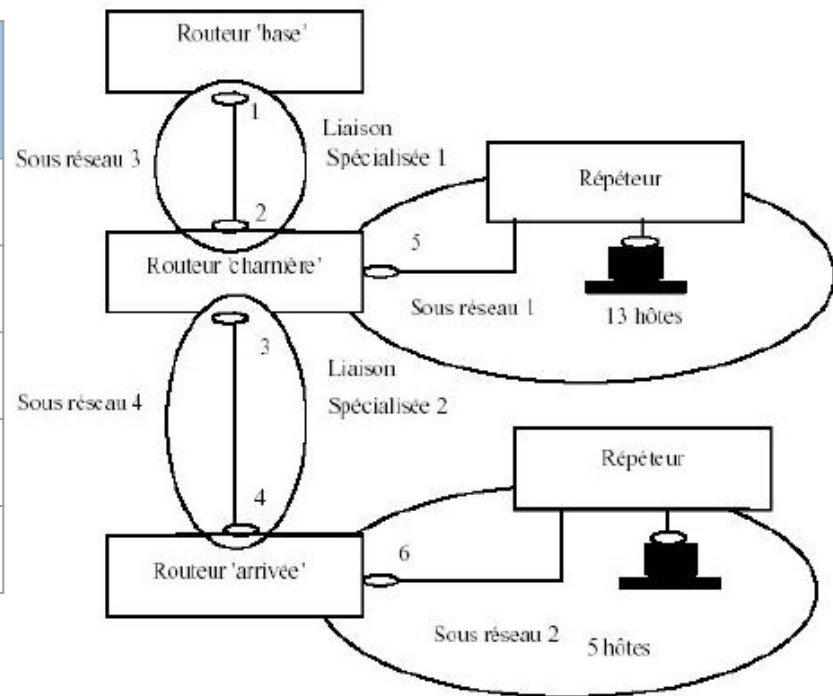 Routeur 'base'
1
Liaison
Spécialisée 1
Sous réseau 3
Répéteur
2
5
Routeur 'charnière'
Sous réseau 1
13 hôtes
3
Liaison
Spécialisée 2
Sous réseau 4
Répéteur
4
6
Routeur 'arrivée'
Sous réseau 2
5 hôtes